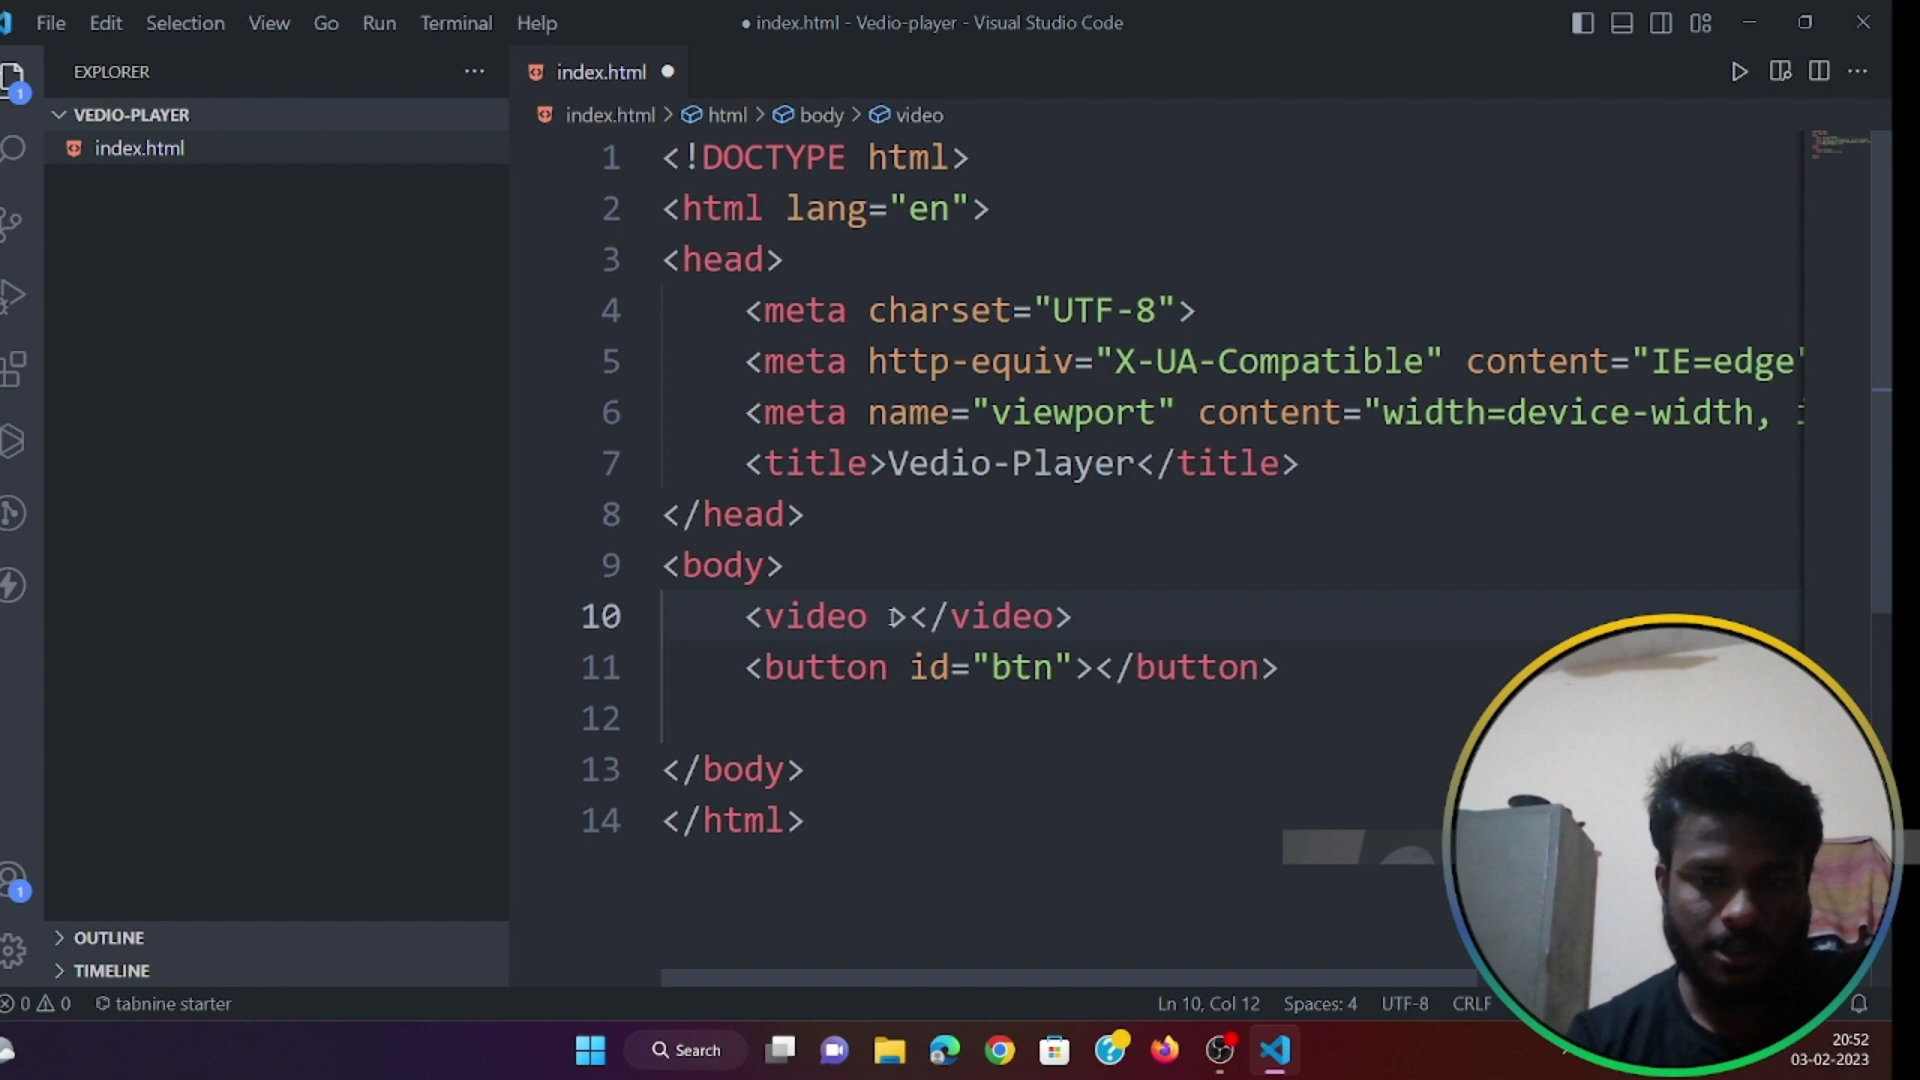 File Edit Selection View Go Run Terminal Help
● index.html - Vedio-player - Visual Studio Code
EXPLORER
index.html
1
VEDIO-PLAYER
index.html > html > body > video
index.html
1 <!DOCTYPE html>
2 <html lang="en">
3 <head>
4 <meta charset="UTF-8">
5 <meta http-equiv="X-UA-Compatible" content="IE=edge"
6 <meta name="viewport" content="width=device-width, i
7 <title>Vedio-Player</title>
8 </head>
9 <body>
10 <video ></video>
11 <button id="btn"></button>
12
13 </body>
14 </html>
1
OUTLINE
TIMELINE
0 0 tabnine starter
Ln 10, Col 12 Spaces: 4 UTF-8 CRLF
Search
20:52
03-02-2023